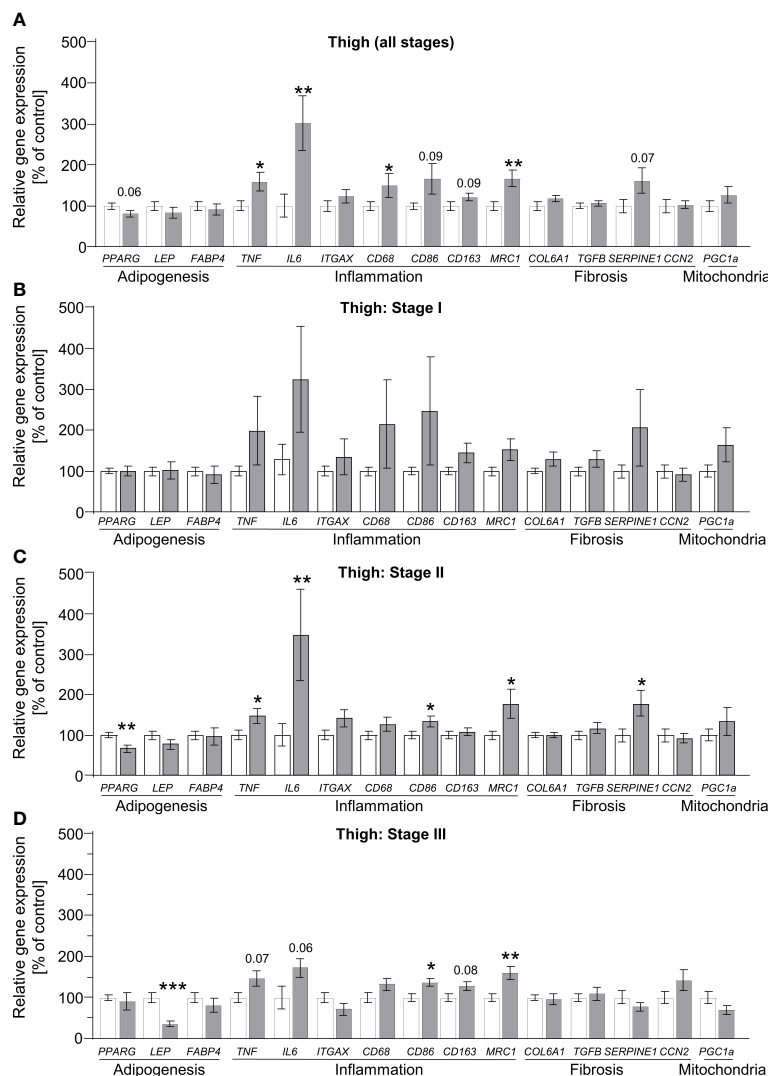 A
Thigh (all stages)
Relative gene expression
[% of control]
500
400
300
200
100
0
0.06
*
**
*
0.09
0.09
**
0.07
PPARG LEP FABP4 TNF IL6 ITGAX CD68 CD86 CD163 MRC1 COL6A1 TGFB SERPINE1 CCN2 PGC1a
Adipogenesis Inflammation Fibrosis Mitochondria
B
Thigh: Stage I
Relative gene expression
[% of control]
500
400
300
200
100
0
PPARG LEP FABP4 TNF IL6 ITGAX CD68 CD86 CD163 MRC1 COL6A1 TGFB SERPINE1 CCN2 PGC1a
Adipogenesis Inflammation Fibrosis Mitochondria
C
Thigh: Stage II
Relative gene expression
[% of control]
500
400
300
200
100
0
**
*
**
*
*
*
PPARG LEP FABP4 TNF IL6 ITGAX CD68 CD86 CD163 MRC1 COL6A1 TGFB SERPINE1 CCN2 PGC1a
Adipogenesis Inflammation Fibrosis Mitochondria
D
Thigh: Stage III
Relative gene expression
[% of control]
500
400
300
200
100
0
***
0.07
0.06
*
0.08
**
PPARG LEP FABP4 TNF IL6 ITGAX CD68 CD86 CD163 MRC1 COL6A1 TGFB SERPINE1 CCN2 PGC1a
Adipogenesis Inflammation Fibrosis Mitochondria